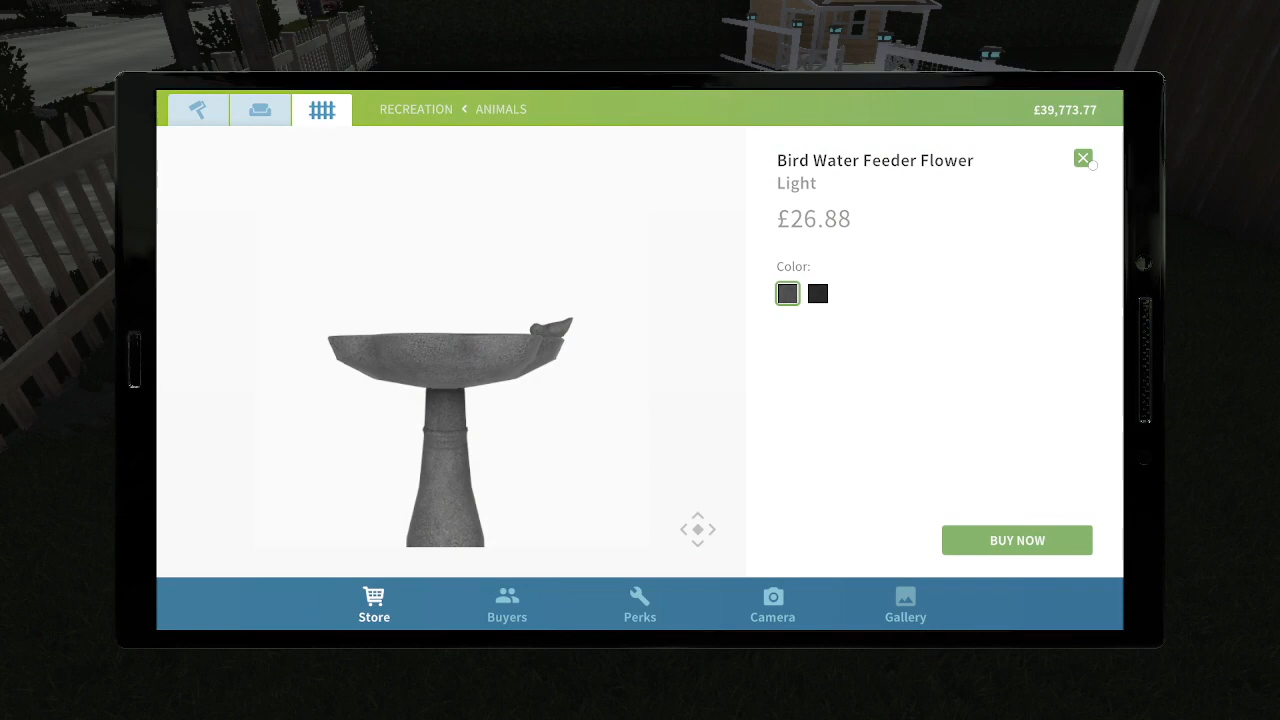 RECREATION < ANIMALS
£39,773.77
Bird Water Feeder Flower
Light
£26.88
Color:
BUY NOW
Store
Buyers
Perks
Camera
Gallery